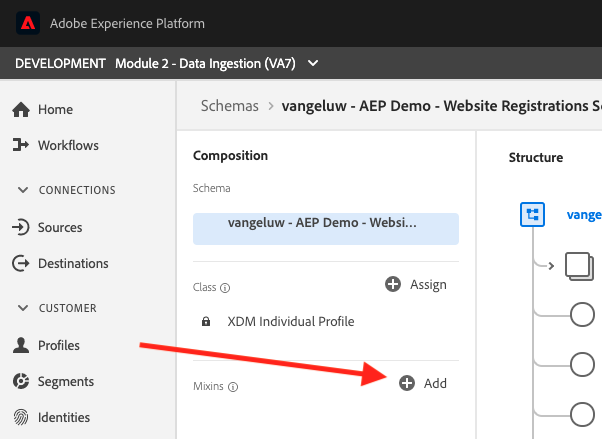 Adobe Experience Platform
DEVELOPMENT Module 2 - Data Ingestion (VA7)
Home
Workflows
CONNECTIONS
Sources
Destinations
CUSTOMER
Profiles
Segments
Identities
Schemas > vangeluw - AEP Demo - Website Registrations S
Composition
Schema
vangeluw - AEP Demo - Websi...
Class
Assign
XDM Individual Profile
Mixins
Add
Structure
vange